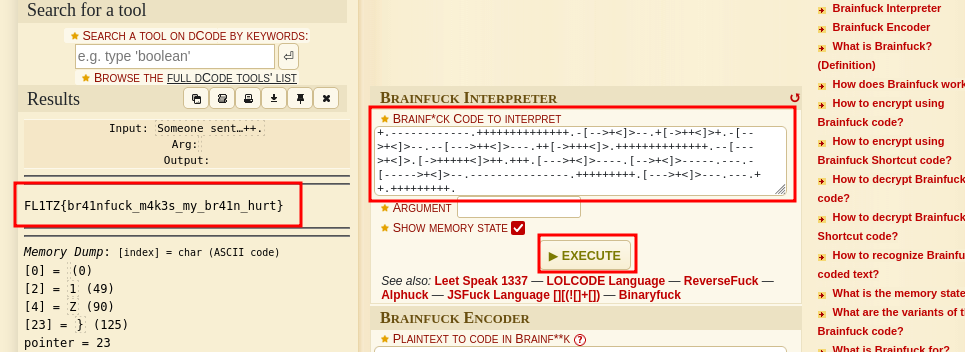 Search for a tool
★ SEARCH A TOOL ON DCODE BY KEYWORDS:
e.g. type 'boolean'
★ BROWSE THE FULL DCODE TOOLS' LIST
Results
Input: Someone sent…++.
Arg:
Output:
FL1TZ{br41nfuck_m4k3s_my_br41n_hurt}
Memory Dump: [index] = char (ASCII code)
[0] = (0)
[2] = 1 (49)
[4] = Z (90)
[23] = } (125)
pointer = 23
BRAINFUCK INTERPRETER
★ BRAINF*CK CODE TO INTERPRET
+.------------.++++++++++++++.-[-->+<]>--.+[->++<]>+.-[--
>+<]>--.--[--->++<]>---.++[->+++<]>.++++++++++++++.--[---
>+<]>.[->+++++<]>++.+++.[--->+<]>----.[-->+<]>-----.---.-
[----->+<]>--.---------------.+++++++++.[--->+<]>---.---.+
+.+++++++++.
★ ARGUMENT
★ SHOW MEMORY STATE
▶ EXECUTE
See also: Leet Speak 1337 — LOLCODE Language — ReverseFuck —
Alphuck — JSFuck Language [][(![]+[]) — Binaryfuck
BRAINFUCK ENCODER
★ PLAINTEXT TO CODE IN BRAINF**K ?
Brainfuck Interpreter
Brainfuck Encoder
What is Brainfuck?
(Definition)
How does Brainfuck work
How to encrypt using
Brainfuck code?
How to encrypt using
Brainfuck Shortcut code?
How to decrypt Brainfuck
code?
How to decrypt Brainfuck
Shortcut code?
How to recognize Brainfu
coded text?
What is the memory state
What are the variants of t
Brainfuck code?
What is Brainfuck for?